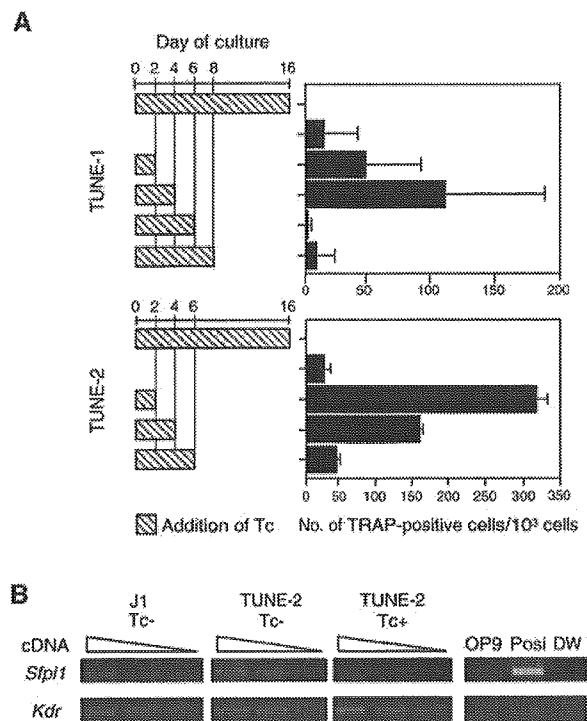 A
Day of culture
0 2 4 6 8 16
TUNE-1
0 50 100 150 200
0 2 4 6 16
TUNE-2
0 50 100 150 200 250 300 350
Addition of Tc No. of TRAP-positive cells/10³ cells
B
J1 TUNE-2 TUNE-2
Tc- Tc- Tc+
cDNA OP9 Posi DW
Sfpi1
Kdr